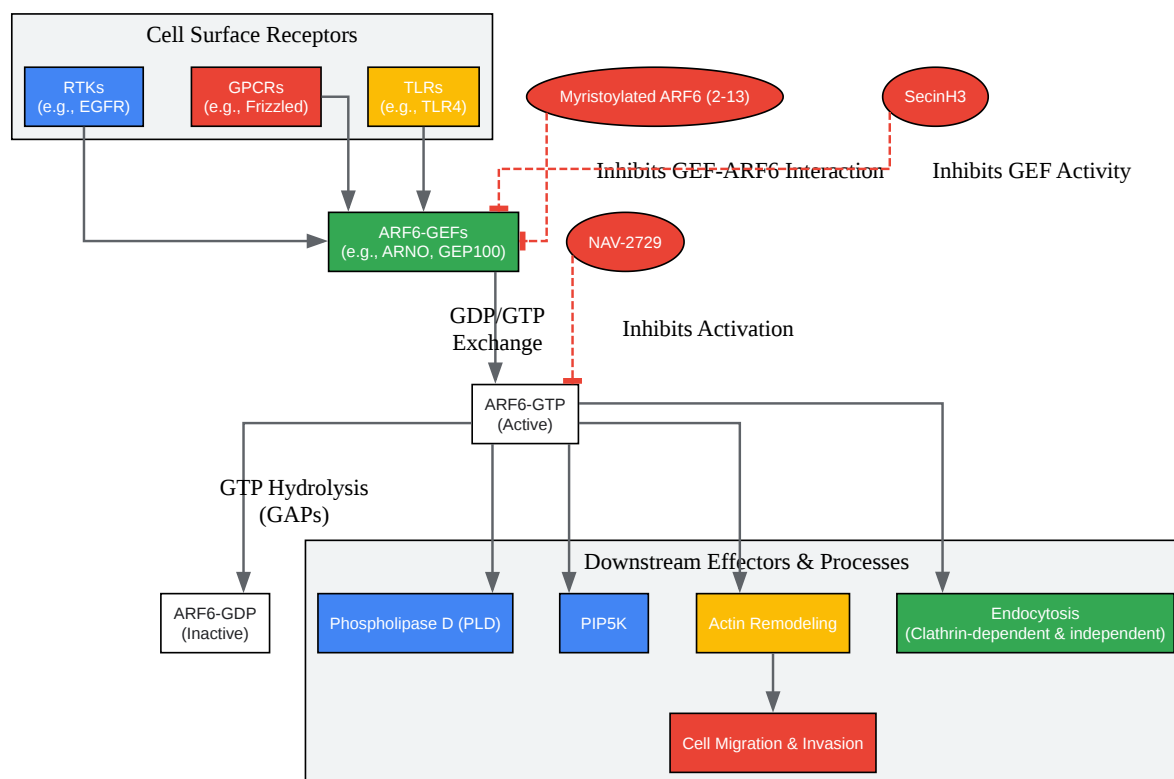 Cell Surface Receptors
RTKs
(e.g., EGFR)
GPCRs
(e.g., Frizzled)
TLRs
(e.g., TLR4)
Myristoylated ARF6 (2-13)
SecinH3
Inhibits GEF-ARF6 Interaction
Inhibits GEF Activity
ARF6-GEFs
(e.g., ARNO, GEP100)
NAV-2729
GDP/GTP
Exchange
Inhibits Activation
ARF6-GTP
(Active)
GTP Hydrolysis
(GAPs)
Downstream Effectors & Processes
ARF6-GDP
(Inactive)
Phospholipase D (PLD)
PIP5K
Actin Remodeling
Endocytosis
(Clathrin-dependent & independent)
Cell Migration & Invasion